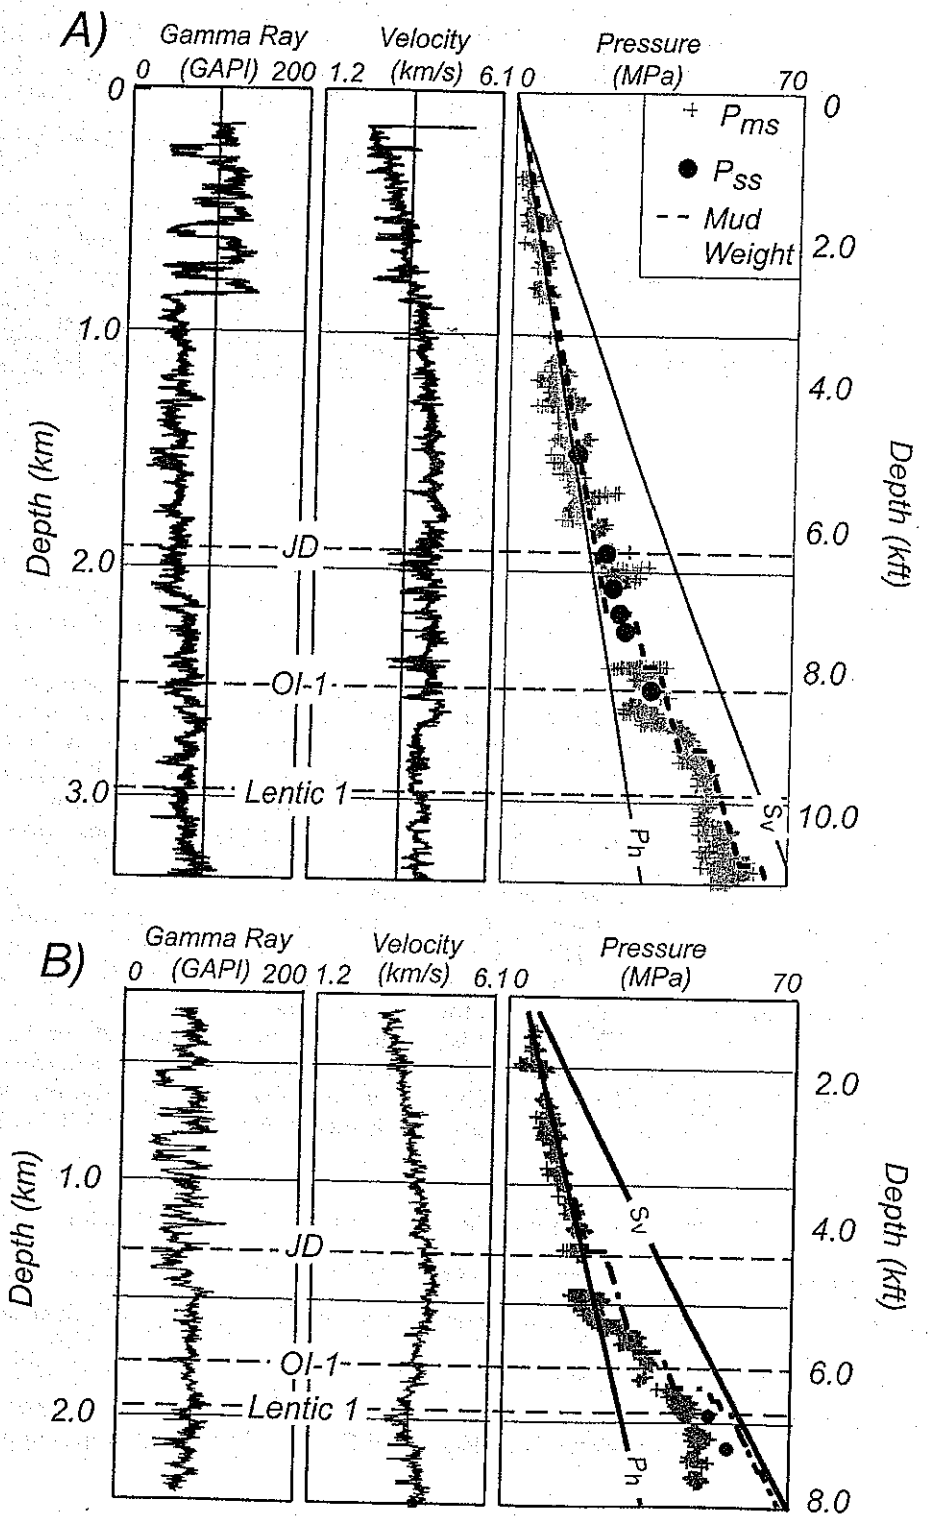 A)
Gamma Ray
(GAPI)
0
200
Velocity
(km/s)
1.2
6.1
Pressure
(MPa)
0
70
Pms
Pss
Mud
Weight
0
1.0
2.0
3.0
Depth (km)
0
2.0
4.0
6.0
8.0
10.0
Depth (kft)
JD
OI-1
Lentic 1
Ph
Sv
B)
Gamma Ray
(GAPI)
0
200
Velocity
(km/s)
1.2
6.1
Pressure
(MPa)
0
70
1.0
2.0
Depth (km)
2.0
4.0
6.0
8.0
Depth (kft)
JD
OI-1
Lentic 1
Sv
Ph